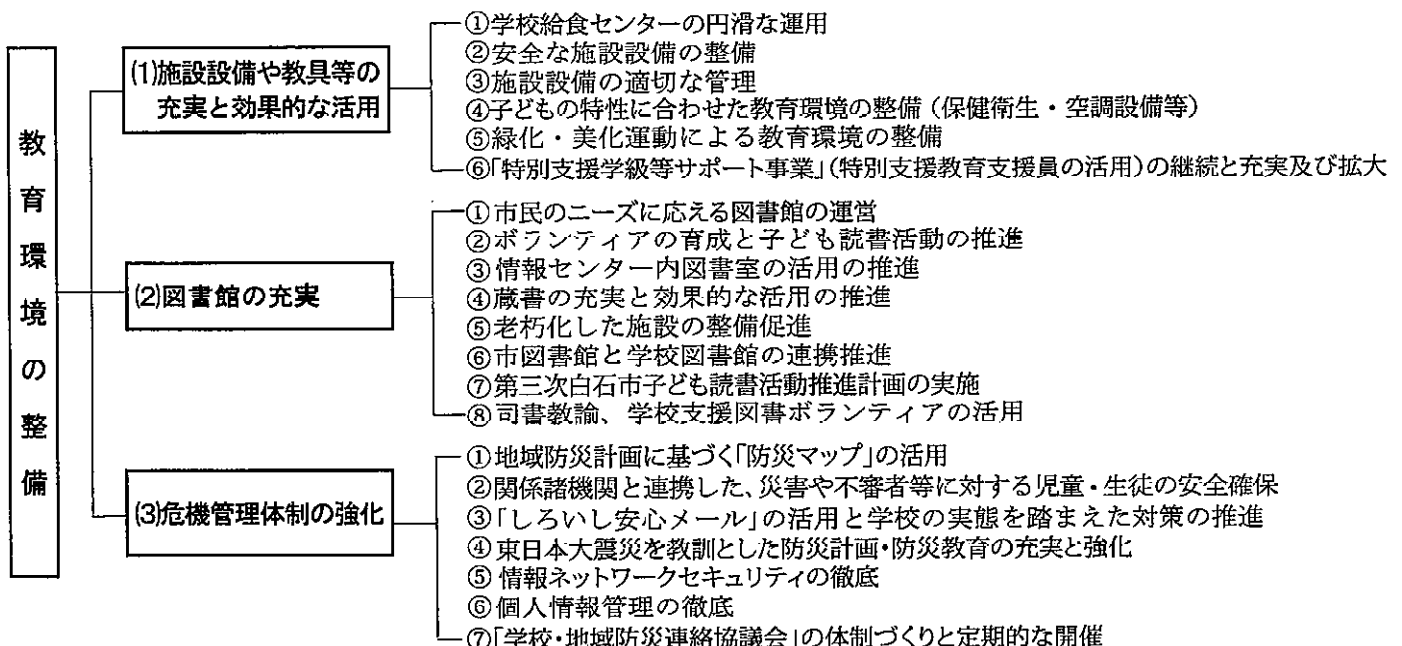 教育環境の整備
(1)施設設備や教具等の
充実と効果的な活用
①学校給食センターの円滑な運用
②安全な施設設備の整備
③施設設備の適切な管理
④子どもの特性に合わせた教育環境の整備（保健衛生・空調設備等）
⑤緑化・美化運動による教育環境の整備
⑥「特別支援学級等サポート事業」（特別支援教育支援員の活用）の継続と充実及び拡大
(2)図書館の充実
①市民のニーズに応える図書館の運営
②ボランティアの育成と子ども読書活動の推進
③情報センター内図書室の活用の推進
④蔵書の充実と効果的な活用の推進
⑤老朽化した施設の整備促進
⑥市図書館と学校図書館の連携推進
⑦第三次白石市子ども読書活動推進計画の実施
⑧司書教諭、学校支援図書ボランティアの活用
(3)危機管理体制の強化
①地域防災計画に基づく「防災マップ」の活用
②関係諸機関と連携した、災害や不審者等に対する児童・生徒の安全確保
③「しろいし安心メール」の活用と学校の実態を踏まえた対策の推進
④東日本大震災を教訓とした防災計画・防災教育の充実と強化
⑤情報ネットワークセキュリティの徹底
⑥個人情報管理の徹底
⑦「学校・地域防災連絡協議会」の体制づくりと定期的な開催